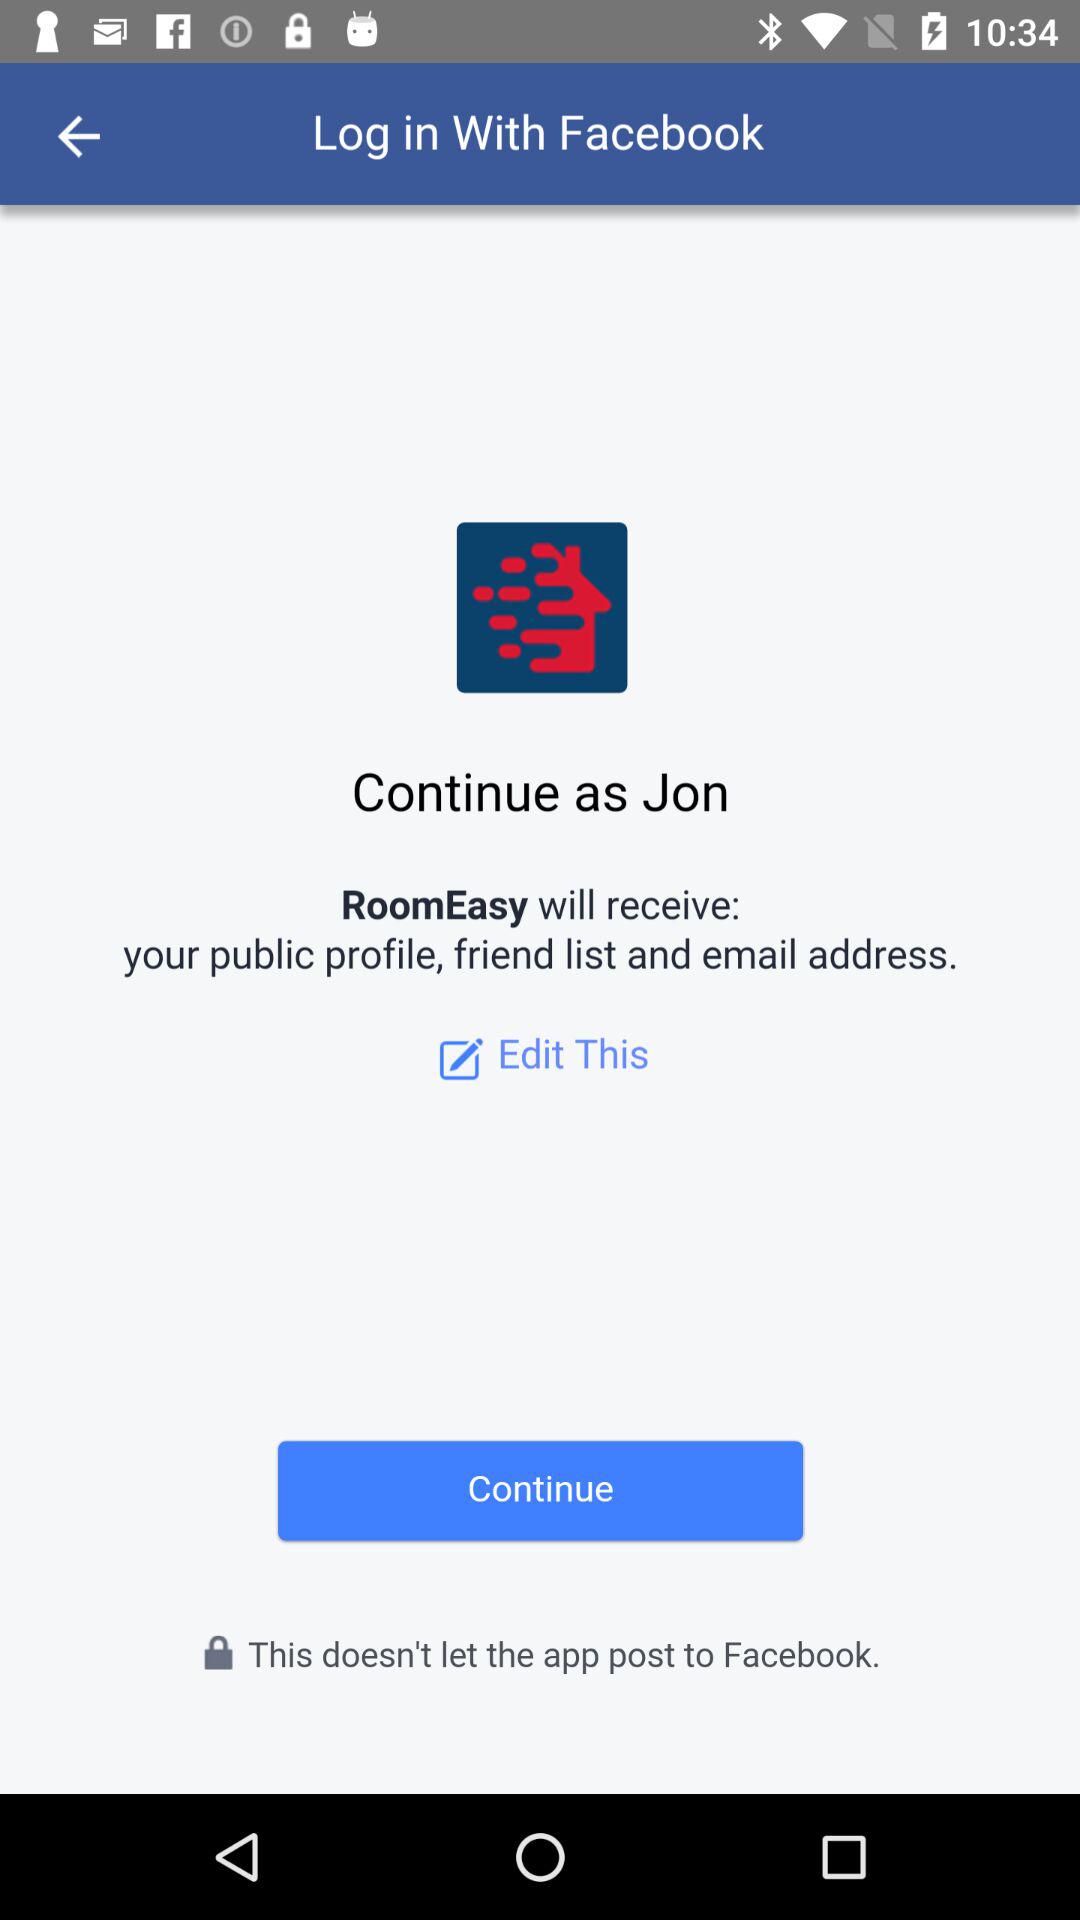 10:34
Log in With Facebook
Continue as Jon
RoomEasy will receive:
your public profile, friend list and email address.
Edit This
Continue
This doesn't let the app post to Facebook.